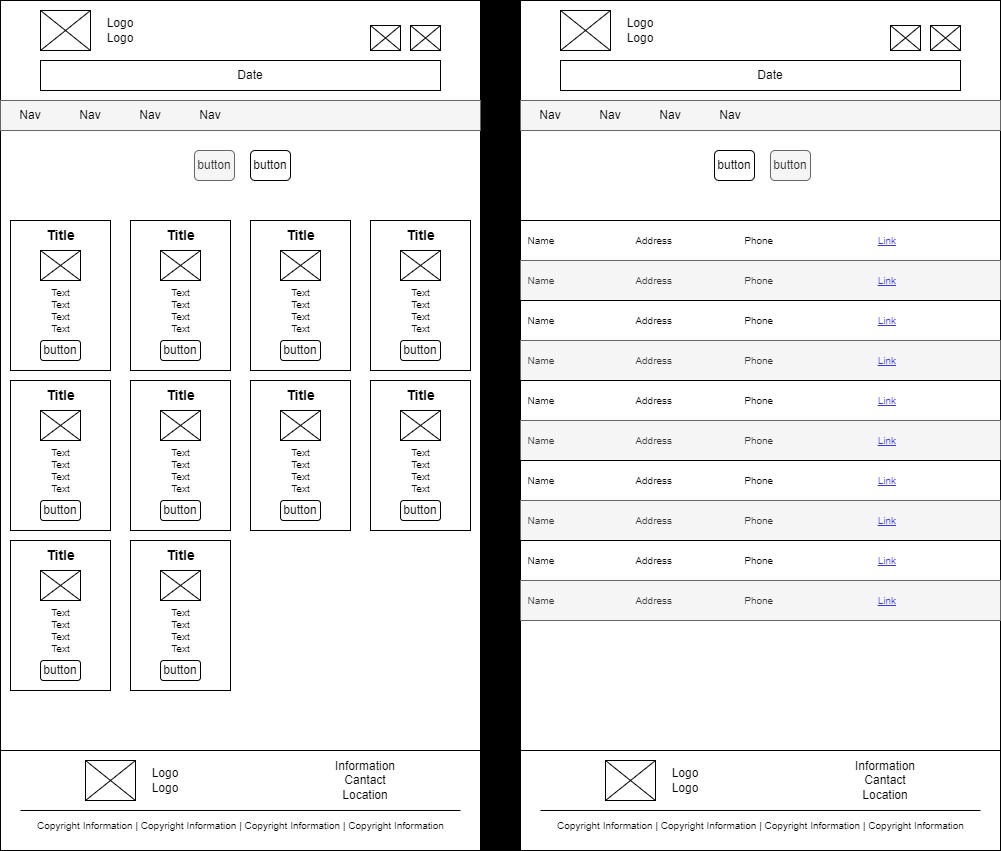 Logo
Logo
Date
Nav Nav Nav Nav
button button
Title Title Title Title
Text Text Text Text
Text Text Text Text
Text Text Text Text
Text Text Text Text
button button button button
Title Title Title Title
Text Text Text Text
Text Text Text Text
Text Text Text Text
Text Text Text Text
button button button button
Title Title
Text Text
Text Text
Text Text
Text Text
button button
Logo
Logo
Information
Cantact
Location
Copyright Information | Copyright Information | Copyright Information | Copyright Information
Logo
Logo
Date
Nav Nav Nav Nav
button button
Name Address Phone Link
Name Address Phone Link
Name Address Phone Link
Name Address Phone Link
Name Address Phone Link
Name Address Phone Link
Name Address Phone Link
Name Address Phone Link
Name Address Phone Link
Name Address Phone Link
Logo
Logo
Information
Cantact
Location
Copyright Information | Copyright Information | Copyright Information | Copyright Information